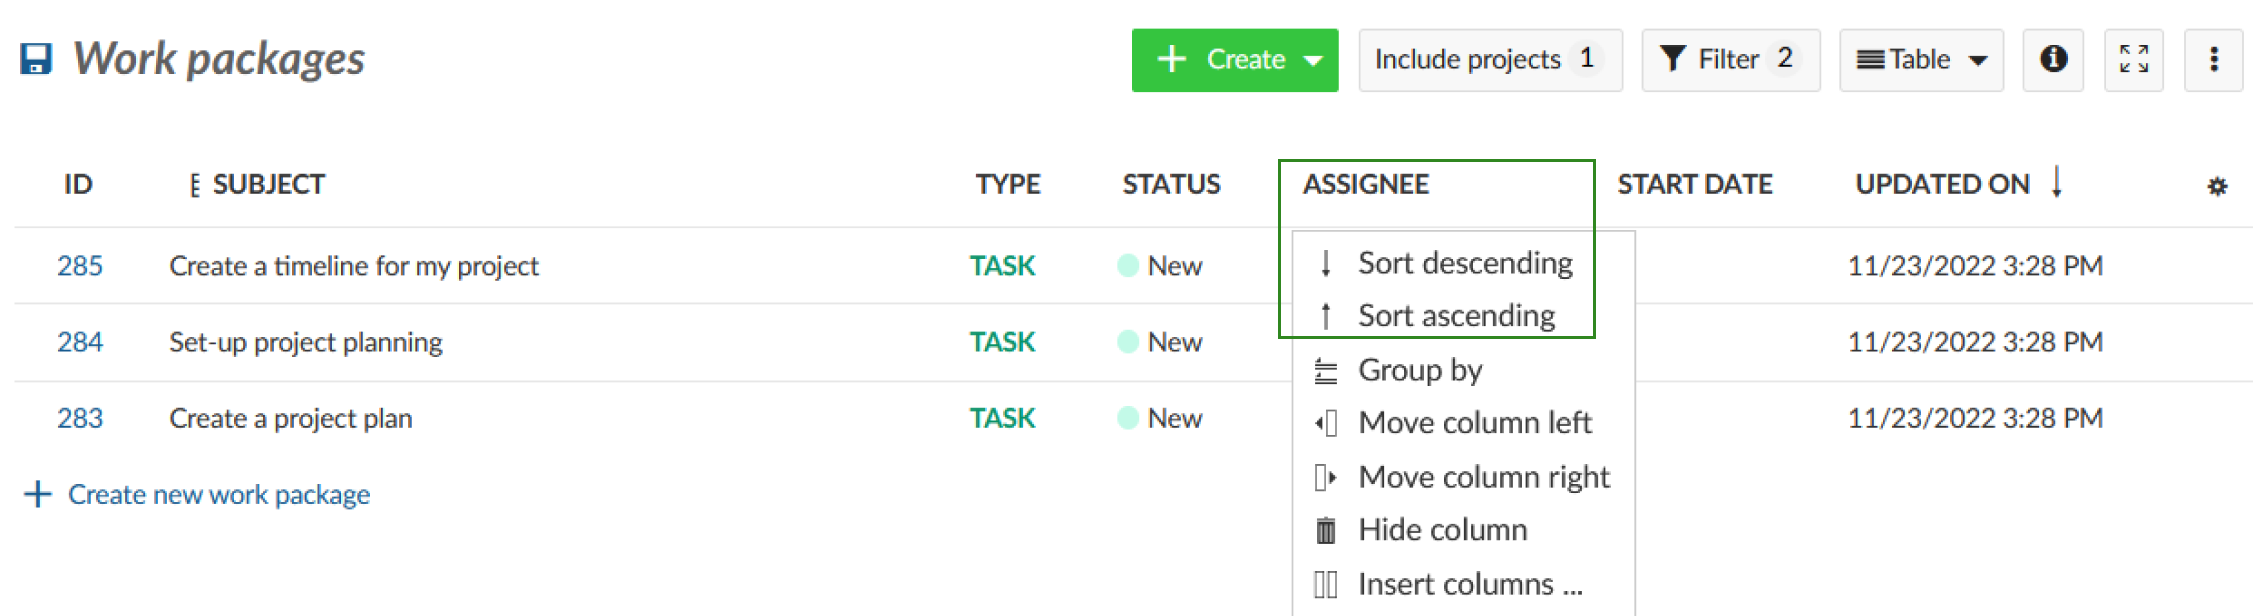 Work packages
Create
Include projects 1
Filter 2
Table
ID SUBJECT TYPE STATUS ASSIGNEE START DATE UPDATED ON
285 Create a timeline for my project TASK New 11/23/2022 3:28 PM
284 Set-up project planning TASK New 11/23/2022 3:28 PM
283 Create a project plan TASK New 11/23/2022 3:28 PM
Create new work package
Sort descending
Sort ascending
Group by
Move column left
Move column right
Hide column
Insert columns ...